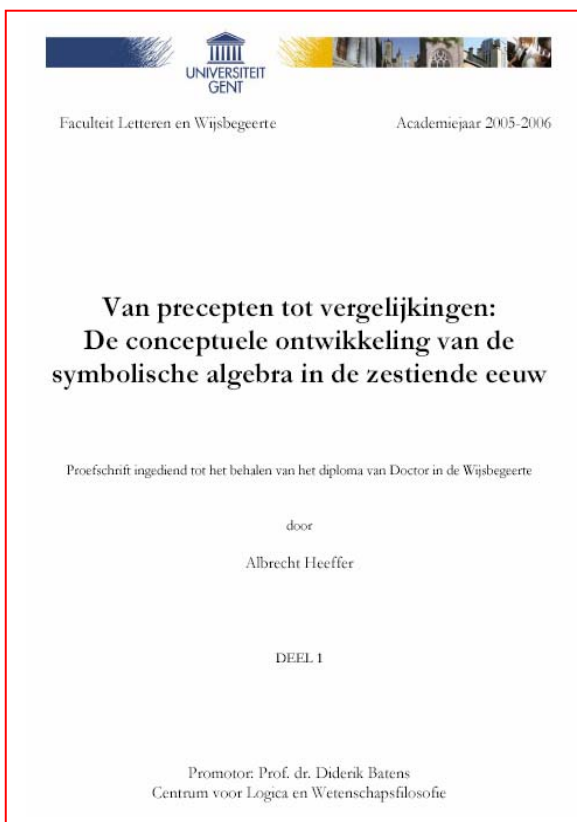 UNIVERSITEIT
GENT
Faculteit Letteren en Wijsbegeerte
Academiejaar 2005-2006
Van precepten tot vergelijkingen:
De conceptuele ontwikkeling van de
symbolische algebra in de zestiende eeuw
Proefschrift ingediend tot het behalen van het diploma van Doctor in de Wijsbegeerte
door
Albrecht Heeffer
DEEL 1
Promotor: Prof. dr. Diderik Batens
Centrum voor Logica en Wetenschapsfilosofie